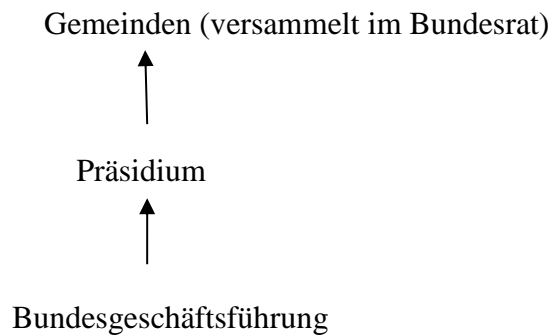 Gemeinden (versammelt im Bundesrat)
Präsidium
Bundesgeschäftsführung